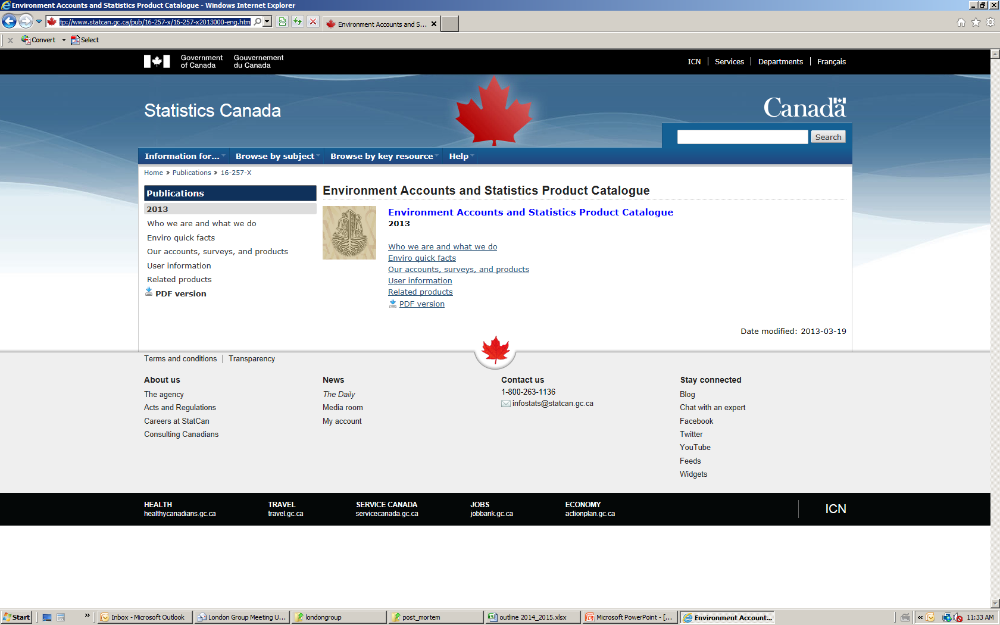 Environment Accounts and Statistics Product Catalogue - Windows Internet Explorer
tp://www.statcan.gc.ca/pub/16-257-x/16-257-x2013000-eng.htm
Environment Accounts and S...
Convert
Select
Government of Canada
Gouvernement du Canada
ICN
Services
Departments
Français
Statistics Canada
Canada
Search
Information for...
Browse by subject
Browse by key resource
Help
Home > Publications > 16-257-X
Publications
2013
Who we are and what we do
Enviro quick facts
Our accounts, surveys, and products
User information
Related products
PDF version
Environment Accounts and Statistics Product Catalogue
Environment Accounts and Statistics Product Catalogue
2013
Who we are and what we do
Enviro quick facts
Our accounts, surveys, and products
User information
Related products
PDF version
Date modified: 2013-03-19
Terms and conditions
Transparency
About us
The agency
Acts and Regulations
Careers at StatCan
Consulting Canadians
News
The Daily
Media room
My account
Contact us
1-800-263-1136
infostats@statcan.gc.ca
Stay connected
Blog
Chat with an expert
Facebook
Twitter
YouTube
Feeds
Widgets
HEALTH
healthycanadians.gc.ca
TRAVEL
travel.gc.ca
SERVICE CANADA
servicecanada.gc.ca
JOBS
jobbank.gc.ca
ECONOMY
actionplan.gc.ca
ICN
Start
Inbox - Microsoft Outlook
London Group Meeting U...
londongroup
post_mortem
outline 2014_2015.xlsx
Microsoft PowerPoint - [...
Environment Account...
11:33 AM